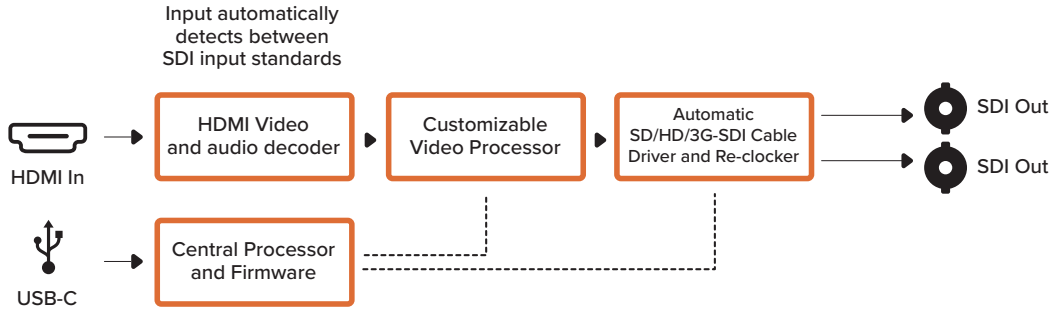 Input automatically
detects between
SDI input standards
HDMI In
HDMI Video
and audio decoder
Customizable
Video Processor
Automatic
SD/HD/3G-SDI Cable
Driver and Re-clocker
SDI Out
SDI Out
USB-C
Central Processor
and Firmware